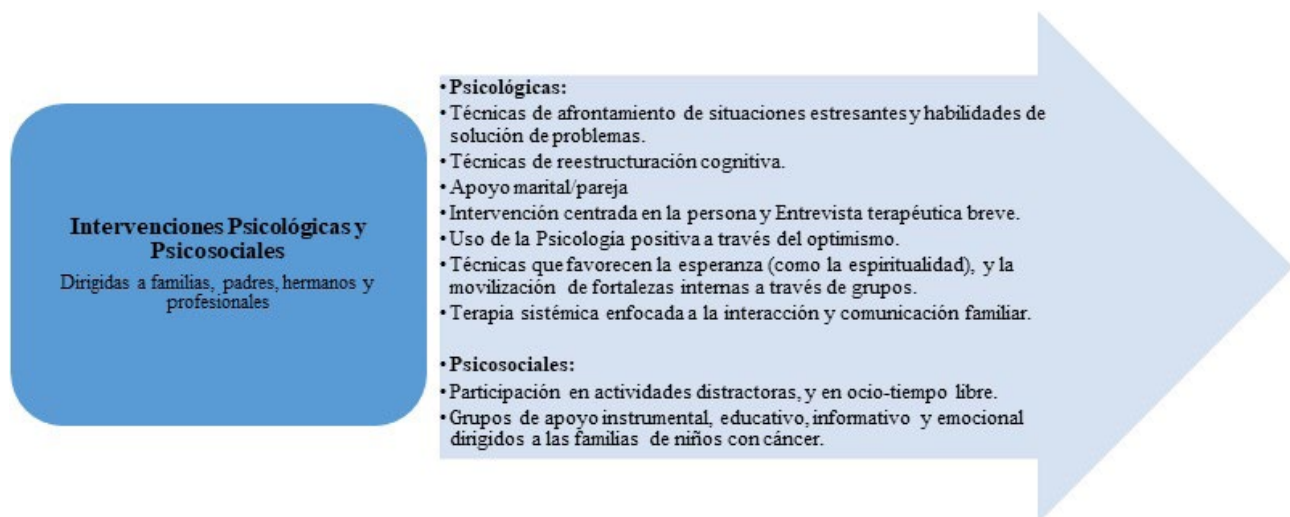 Intervenciones Psicológicas y
Psicosociales
Dirigidas a familias, padres, hermanos y
profesionales
• Psicológicas:
• Técnicas de afrontamiento de situaciones estresantes y habilidades de
solución de problemas.
• Técnicas de reestructuración cognitiva.
• Apoyo marital/pareja
• Intervención centrada en la persona y Entrevista terapéutica breve.
• Uso de la Psicología positiva a través del optimismo.
• Técnicas que favorecen la esperanza (como la espiritualidad), y la
movilización de fortalezas internas a través de grupos.
• Terapia sistémica enfocada a la interacción y comunicación familiar.
• Psicosociales:
• Participación en actividades distractoras, y en ocio-tiempo libre.
• Grupos de apoyo instrumental, educativo, informativo y emocional
dirigidos a las familias de niños con cáncer.